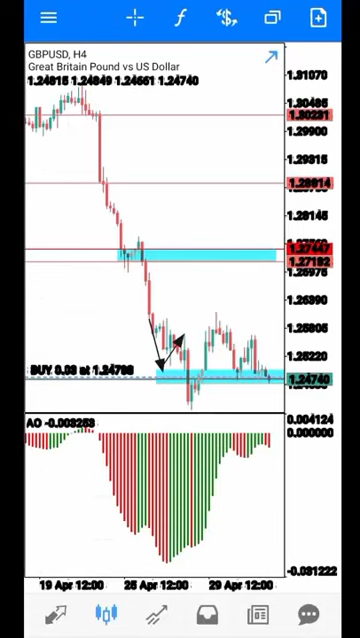 GBPUSD, H4
Great Britain Pound vs US Dollar
1.24815 1.24849 1.24661 1.24740
1.31070
1.30485
1.30231
1.29900
1.29315
1.28914
1.28145
1.27447
1.27182
1.26975
1.26390
1.25805
1.25220
BUY 0.03 at 1.24798
1.24740
AO -0.003253
0.004124
0.000000
-0.031222
19 Apr 12:00
25 Apr 12:00
29 Apr 12:00